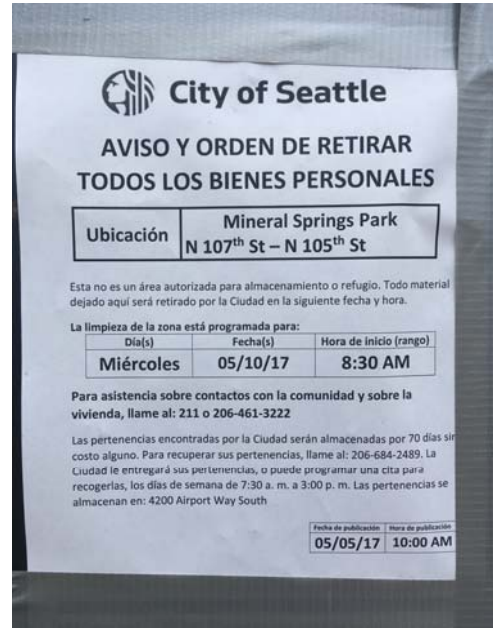 City of Seattle
AVISO Y ORDEN DE RETIRAR
TODOS LOS BIENES PERSONALES
Ubicación
Mineral Springs Park
N 107th St – N 105th St
Esta no es un área autorizada para almacenamiento o refugio. Todo material
dejado aquí será retirado por la Ciudad en la siguiente fecha y hora.
La limpieza de la zona está programada para:
Día(s) Fecha(s) Hora de inicio (rango)
Miércoles 05/10/17 8:30 AM
Para asistencia sobre contactos con la comunidad y sobre la
vivienda, llame al: 211 o 206-461-3222
Las pertenencias encontradas por la Ciudad serán almacenadas por 70 días sin
costo alguno. Para recuperar sus pertenencias, llame al: 206-684-2489. La
Ciudad le entregará sus pertenencias, o puede programar una cita para
recogerlas, los días de semana de 7:30 a. m. a 3:00 p. m. Las pertenencias se
almacenan en: 4200 Airport Way South
Fecha de publicación Hora de publicación
05/05/17 10:00 AM